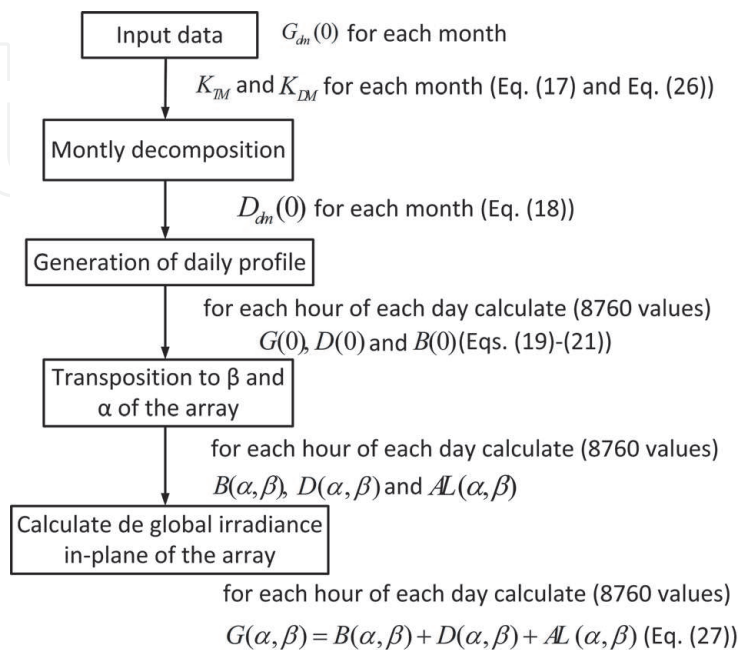 Input data
G_dm(0) for each month
K_TM and K_DM for each month (Eq. (17) and Eq. (26))
Montly decomposition
D_dm(0) for each month (Eq. (18))
Generation of daily profile
for each hour of each day calculate (8760 values)
G(0), D(0) and B(0)(Eqs. (19)-(21))
Transposition to β and
α of the array
for each hour of each day calculate (8760 values)
B(α,β), D(α,β) and AL(α,β)
Calculate de global irradiance
in-plane of the array
for each hour of each day calculate (8760 values)
G(α,β) = B(α,β) + D(α,β) + AL (α,β) (Eq. (27))